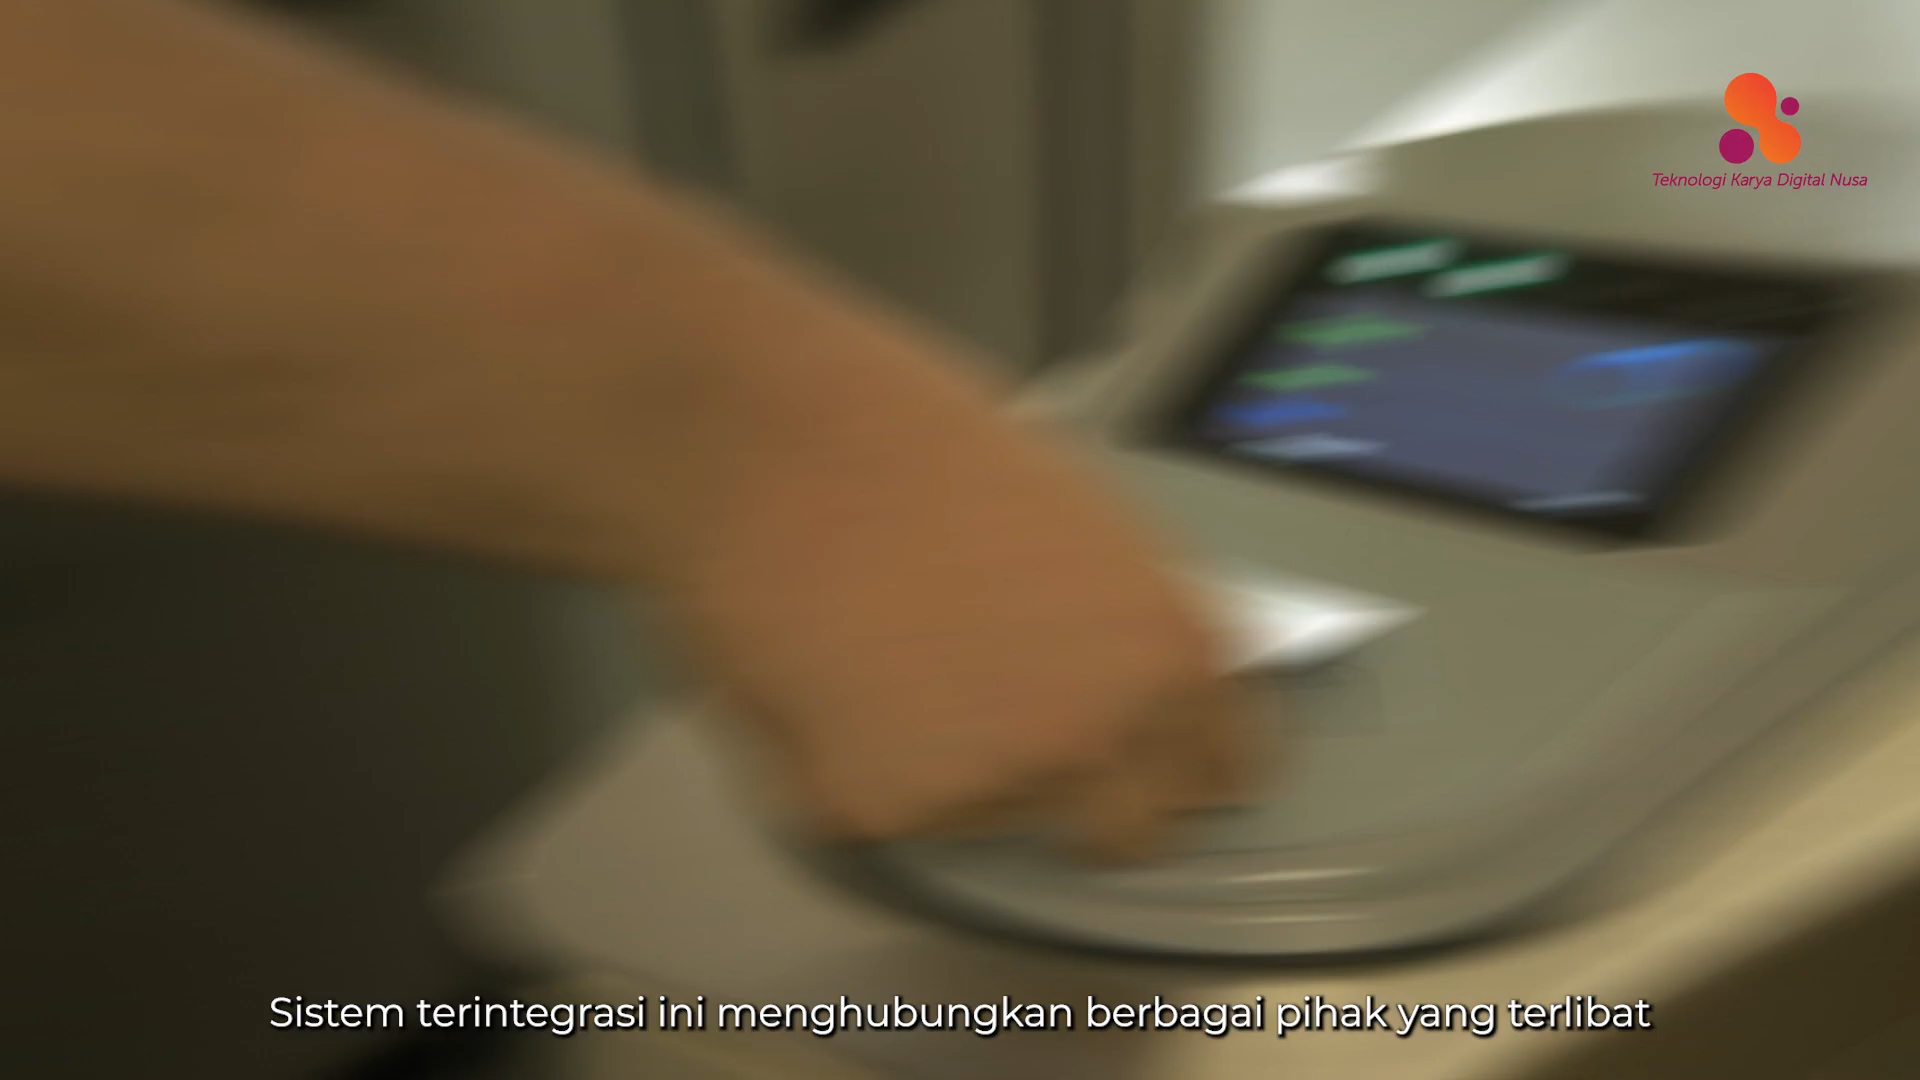 Teknologi Karya Digital Nusa
Sistem terintegrasi ini menghubungkan berbagai pihak yang terlibat